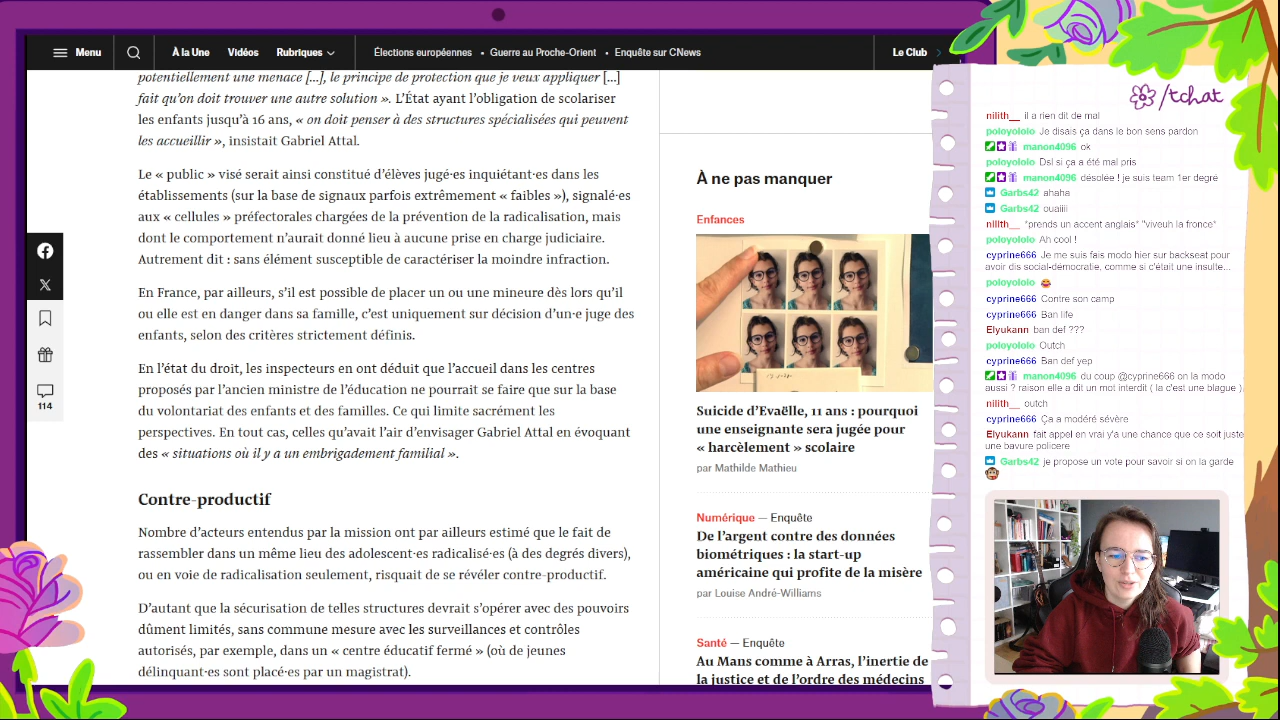 Menu
À la Une
Vidéos
Rubriques
Élections européennes
• Guerre au Proche-Orient
• Enquête sur CNews
Le Club
potentiellement une menace [...], le principe de protection que je veux appliquer [...]
fait qu'on doit trouver une autre solution ». L'État ayant l'obligation de scolariser
les enfants jusqu'à 16 ans, « on doit penser à des structures spécialisées qui peuvent
les accueillir », insistait Gabriel Attal.
Le « public » visé serait ainsi constitué d'élèves jugé·es inquiétant·es dans les
établissements (sur la base de signaux parfois extrêmement « faibles »), signalé·es
aux « cellules » préfectorales chargées de la prévention de la radicalisation, mais
dont le comportement n'aurait donné lieu à aucune prise en charge judiciaire.
Autrement dit : sans élément susceptible de caractériser la moindre infraction.
En France, par ailleurs, s'il est possible de placer un ou une mineure dès lors qu'il
ou elle est en danger dans sa famille, c'est uniquement sur décision d'un·e juge des
enfants, selon des critères strictement définis.
En l'état du droit, les inspecteurs en ont déduit que l'accueil dans les centres
proposés par l'ancien ministre de l'éducation ne pourrait se faire que sur la base
du volontariat des enfants et des familles. Ce qui limite sacrément les
perspectives. En tout cas, celles qu'avait l'air d'envisager Gabriel Attal en évoquant
des « situations où il y a un embrigadement familial ».
Contre-productif
Nombre d'acteurs entendus par la mission ont par ailleurs estimé que le fait de
rassembler dans un même lieu des adolescent·es radicalisé·es (à des degrés divers),
ou en voie de radicalisation seulement, risquait de se révéler contre-productif.
D'autant que la sécurisation de telles structures devrait s'opérer avec des pouvoirs
dûment limités, sans commune mesure avec les surveillances et contrôles
autorisés, par exemple, dans un « centre éducatif fermé » (où de jeunes
délinquant·es sont placé·es par un magistrat).
114
À ne pas manquer
Enfances
Suicide d'Evaëlle, 11 ans : pourquoi
une enseignante sera jugée pour
« harcèlement » scolaire
par Mathilde Mathieu
Numérique — Enquête
De l'argent contre des données
biométriques : la start-up
américaine qui profite de la misère
par Louise André-Williams
Santé — Enquête
Au Mans comme à Arras, l'inertie de
la justice et de l'ordre des médecins
/tchat
nilith__ il a rien dit de mal
poloyololo Je disais ça dans le bon sens pardon
manon4096 ok
poloyololo Dsl si ça a été mal pris
manon4096 désolee ! je suis team 1er degré
Garbs42 ahaha
Garbs42 ouaiiii
nilith__ *prends un accent anglais* "viveuh la fronce"
poloyololo Ah cool !
cyprine666 Je me suis fais modo hier sur backseat pour
avoir dis social-démocratie, comme si c'était une insulte...
poloyololo
cyprine666 Contre son camp
cyprine666 Ban life
Elyukann ban def ???
poloyololo Outch
cyprine666 Ban def yep
manon4096 du coup @cyprine666 on la modo
aussi ? raison elle a dit un mot interdit ( la c'est une blague )
nilith__ outch
cyprine666 Ça a modéré sévère
Elyukann fait appel en vrai y'a une chance que ce soit juste
une bavure policere
Garbs42 je propose un vote pour savoir si on la garde